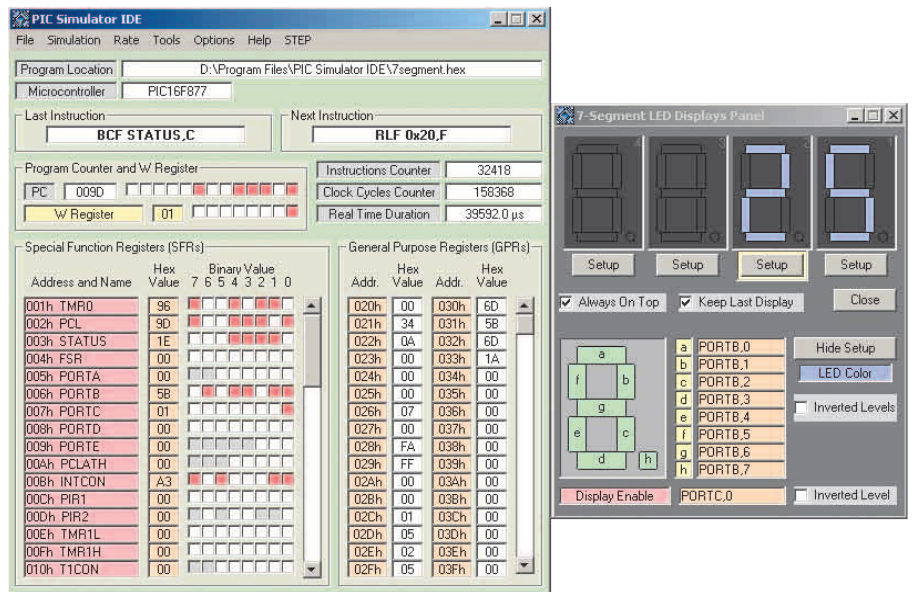 PIC Simulator IDE
File Simulation Rate Tools Options Help STEP
Program Location D:\Program Files\PIC Simulator IDE\7segment.hex
Microcontroller PIC16F877
Last Instruction Next Instruction
BCF STATUS,C RLF 0x20,F
Program Counter and W Register
PC 009D
W Register 01
Instructions Counter 32418
Clock Cycles Counter 158368
Real Time Duration 39592.0 µs
Special Function Registers (SFRs)
Hex Binary Value
Address and Name Value 7 6 5 4 3 2 1 0
001h TMR0 96
002h PCL 9D
003h STATUS 1E
004h FSR 00
005h PORTA 00
006h PORTB 5B
007h PORTC 01
008h PORTD 00
009h PORTE 00
00Ah PCLATH 00
00Bh INTCON A3
00Ch PIR1 00
00Dh PIR2 00
00Eh TMR1L 00
00Fh TMR1H 00
010h T1CON 00
General Purpose Registers (GPRs)
Hex Hex
Addr. Value Addr. Value
020h 00 030h 6D
021h 34 031h 5B
022h 0A 032h 6D
023h 00 033h 1A
024h 00 034h 00
025h 00 035h 00
026h 07 036h 00
027h 00 037h 00
028h FA 038h 00
029h FF 039h 00
02Ah 00 03Ah 00
02Bh 00 03Bh 00
02Ch 01 03Ch 00
02Dh 05 03Dh 00
02Eh 02 03Eh 00
02Fh 05 03Fh 00
7-Segment LED Displays Panel
4 3 2 1
25
Setup Setup Setup Setup
Always On Top Keep Last Display Close
a
f b
g
e c
d h
a PORTB,0
b PORTB,1
c PORTB,2
d PORTB,3
e PORTB,4
f PORTB,5
g PORTB,6
h PORTB,7
Hide Setup
LED Color
Inverted Levels
Display Enable PORTC,0 Inverted Level